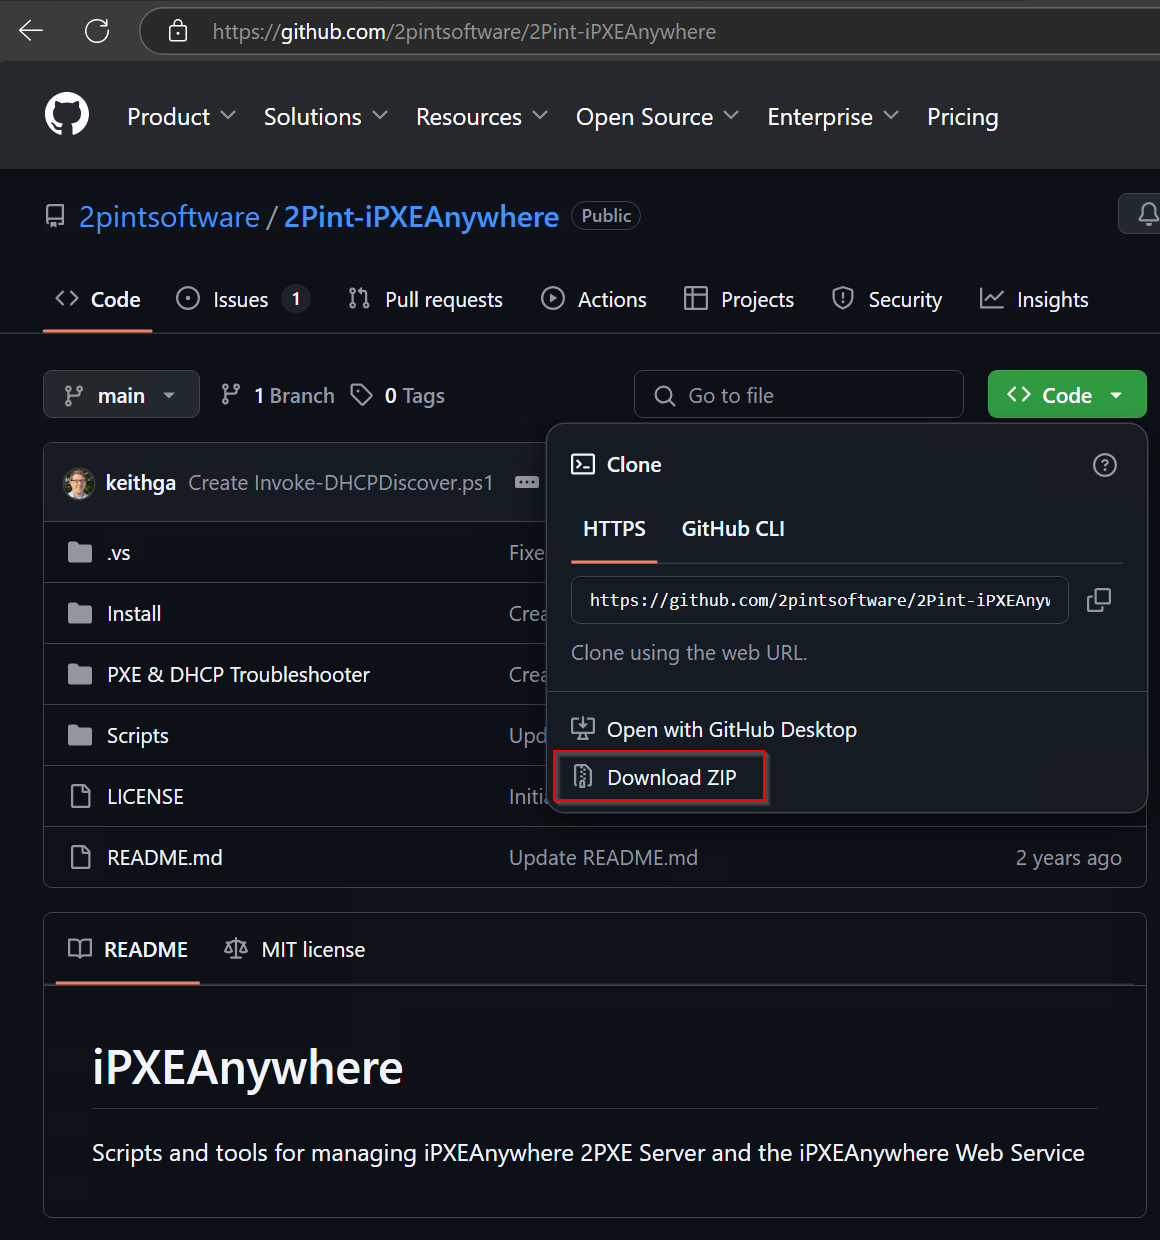 https://github.com/2pintsoftware/2Pint-iPXEAnywhere
Product Solutions Resources Open Source Enterprise Pricing
2pintsoftware / 2Pint-iPXEAnywhere Public
Code Issues 1 Pull requests Actions Projects Security Insights
main 1 Branch 0 Tags Go to file Code
keithga Create Invoke-DHCPDiscover.ps1
.vs Fixe
Install Crea
PXE & DHCP Troubleshooter Crea
Scripts Upd
LICENSE Initi
README.md Update README.md 2 years ago
Clone
HTTPS GitHub CLI
https://github.com/2pintsoftware/2Pint-iPXEAnyw
Clone using the web URL.
Open with GitHub Desktop
Download ZIP
README MIT license
iPXEAnywhere
Scripts and tools for managing iPXEAnywhere 2PXE Server and the iPXEAnywhere Web Service